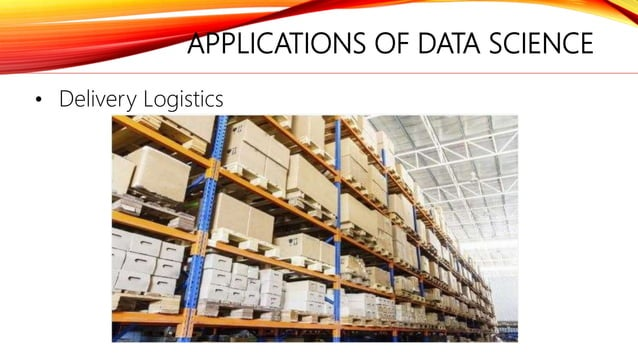 APPLICATIONS OF DATA SCIENCE
• Delivery Logistics